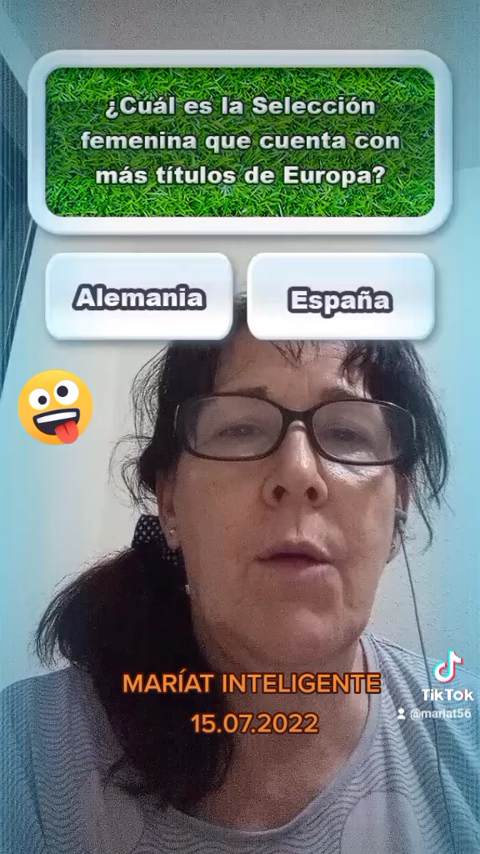 ¿Cuál es la Selección
femenina que cuenta con
más títulos de Europa?
Alemania
España
MARÍAT INTELIGENTE
15.07.2022
TikTok
@mariat56